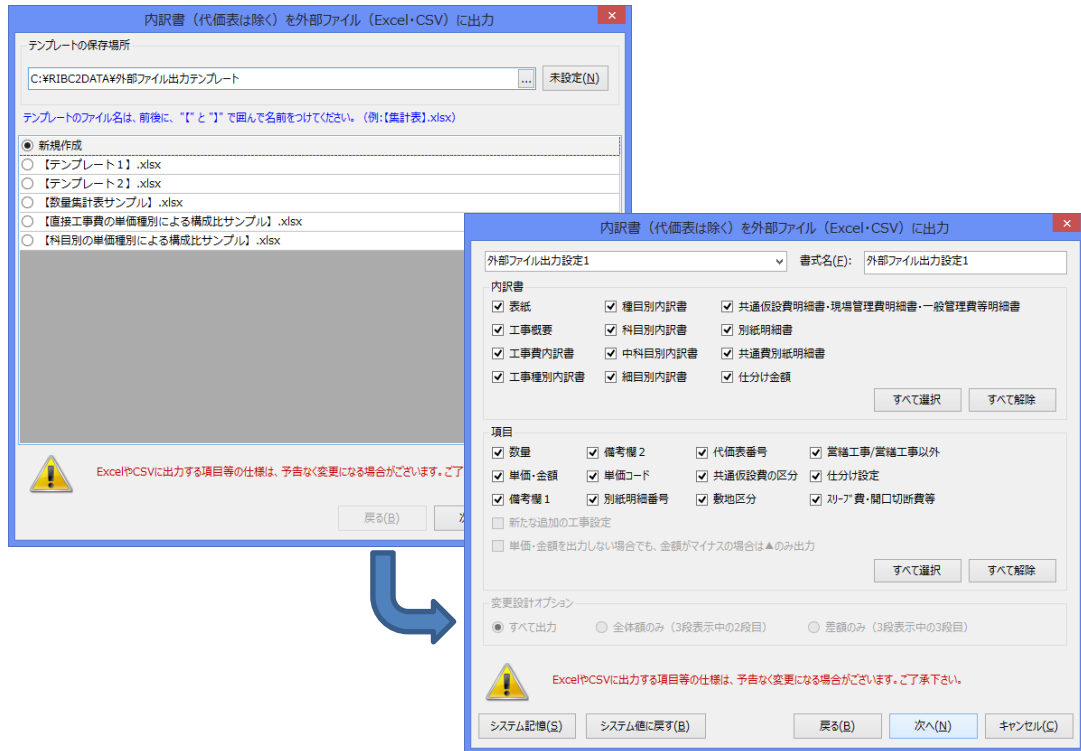 内訳書（代価表は除く）を外部ファイル（Excel・CSV）に出力
テンプレートの保存場所
C:¥RIBC2DATA¥外部ファイル出力テンプレート ... 未設定(N)
テンプレートのファイル名は、前後に、"【" と "】" で囲んで名前をつけてください。（例:【集計表】.xlsx）
新規作成
【テンプレート１】.xlsx
【テンプレート２】.xlsx
【数量集計表サンプル】.xlsx
【直接工事費の単価種別による構成比サンプル】.xlsx
【科目別の単価種別による構成比サンプル】.xlsx
ExcelやCSVに出力する項目等の仕様は、予告なく変更になる場合がございます。ご了
戻る(B)
内訳書（代価表は除く）を外部ファイル（Excel・CSV）に出力
外部ファイル出力設定1 書式名(F): 外部ファイル出力設定1
内訳書
表紙 種目別内訳書 共通仮設費明細書・現場管理費明細書・一般管理費等明細書
工事概要 科目別内訳書 別紙明細書
工事費内訳書 中科目別内訳書 共通費別紙明細書
工事種別内訳書 細目別内訳書 仕分け金額
すべて選択 すべて解除
項目
数量 備考欄２ 代価表番号 営繕工事/営繕工事以外
単価・金額 単価コード 共通仮設費の区分 仕分け設定
備考欄１ 別紙明細番号 敷地区分 ｽﾘｰﾌﾞ費・開口切断費等
新たな追加の工事設定
単価・金額を出力しない場合でも、金額がマイナスの場合は▲のみ出力
すべて選択 すべて解除
変更設計オプション
すべて出力 全体額のみ（3段表示中の2段目） 差額のみ（3段表示中の3段目）
ExcelやCSVに出力する項目等の仕様は、予告なく変更になる場合がございます。ご了承下さい。
システム記憶(S) システム値に戻す(B) 戻る(B) 次へ(N) キャンセル(C)